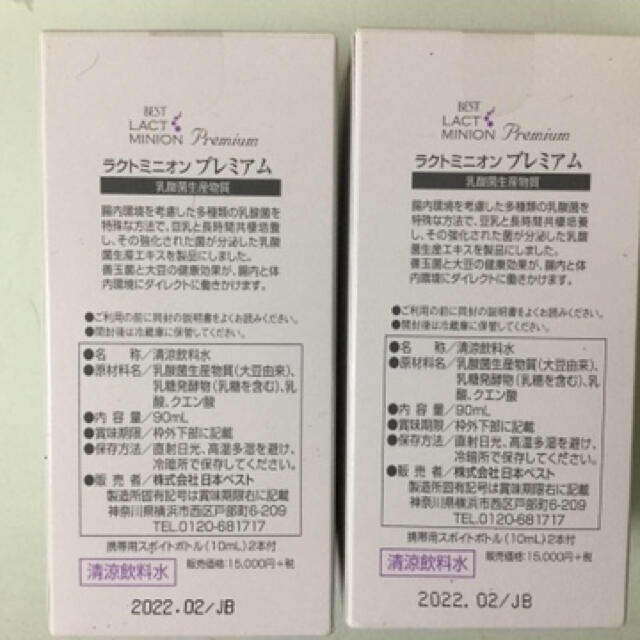 BEST
LACT
MINION Premium
ラクトミニオン プレミアム
乳酸菌生産物質
腸内環境を考慮した多種類の乳酸菌を
特殊な方法で、豆乳と長時間共棲培養
し、その強化された菌が分泌した乳酸
菌生産エキスを製品にしました。
善玉菌と大豆の健康効果が、腸内と体
内環境にダイレクトに働きかけます。
●ご利用の前に同封の説明書をよくお読みください。
●開封後は冷蔵庫に保管してください。
●名 称/清涼飲料水
●原材料名/乳酸菌生産物質(大豆由来)、
乳糖発酵物(乳糖を含む)、乳
酸、クエン酸
●内 容 量/90mL
●賞味期限/枠外下部に記載
●保存方法/直射日光、高温多湿を避け、
冷暗所で保存してください。
●販 売 者/株式会社日本ベスト
製造所固有記号は賞味期限右に記載
神奈川県横浜市西区戸部町6-209
TEL.0120-681717
携帯用スポイトボトル(10mL)2本付
清涼飲料水
販売価格:15,000円+税
2022.02/JB
BEST
LACT
MINION Premium
ラクトミニオン プレミアム
乳酸菌生産物質
腸内環境を考慮した多種類の乳酸菌を
特殊な方法で、豆乳と長時間共棲培養
し、その強化された菌が分泌した乳酸
菌生産エキスを製品にしました。
善玉菌と大豆の健康効果が、腸内と体
内環境にダイレクトに働きかけます。
●ご利用の前に同封の説明書をよくお読みください。
●開封後は冷蔵庫に保管してください。
●名 称/清涼飲料水
●原材料名/乳酸菌生産物質(大豆由来)、
乳糖発酵物(乳糖を含む)、乳
酸、クエン酸
●内 容 量/90mL
●賞味期限/枠外下部に記載
●保存方法/直射日光、高温多湿を避け、
冷暗所で保存してください。
●販 売 者/株式会社日本ベスト
製造所固有記号は賞味期限右に記載
神奈川県横浜市西区戸部町6-209
TEL.0120-681717
携帯用スポイトボトル(10mL)2本付
清涼飲料水
販売価格:15,000円+税
2022.02/JB